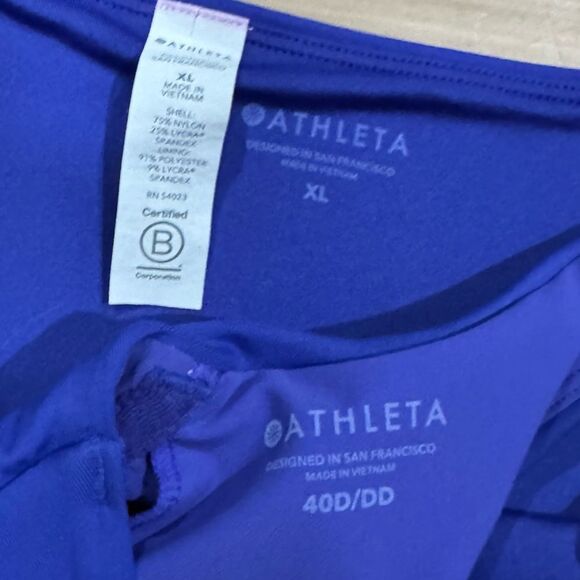 ATHLETA
SAN FRANCISCO
XL
MADE IN
VIETNAM
SHELL:
75% NYLON
25% LYCRA®
SPANDEX
LINING:
91% POLYESTER
9% LYCRA®
SPANDEX
RN 54023
Certified
B
Corporation
ATHLETA
DESIGNED IN SAN FRANCISCO
MADE IN VIETNAM
XL
ATHLETA
DESIGNED IN SAN FRANCISCO
MADE IN VIETNAM
40D/DD